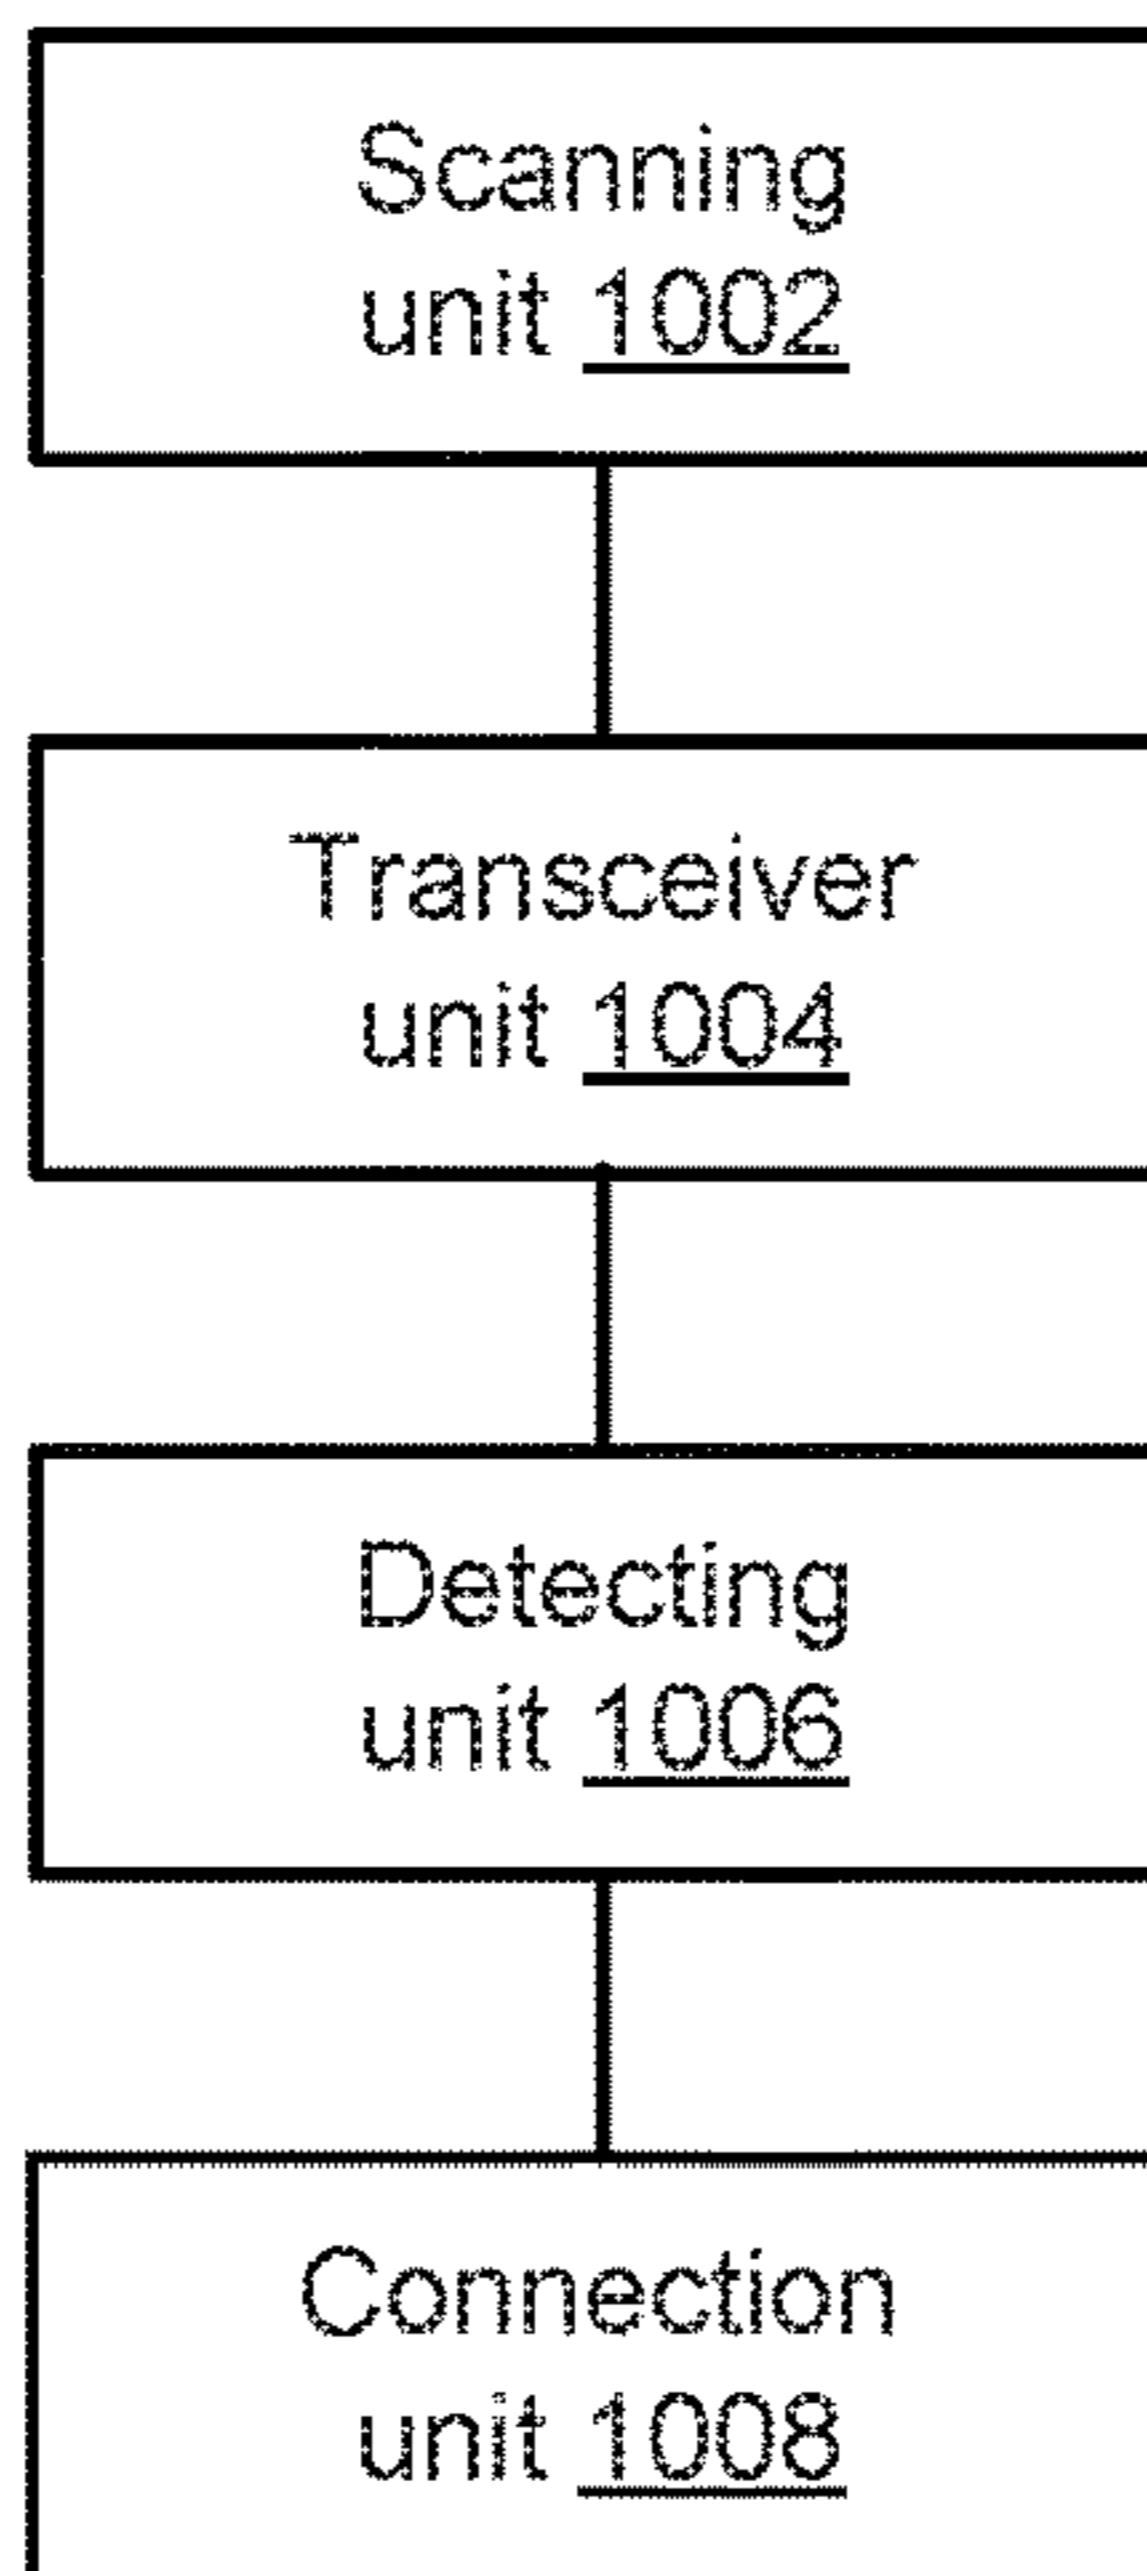 Scanning
unit 1002
Transceiver
unit 1004
Detecting
unit 1006
Connection
unit 1008